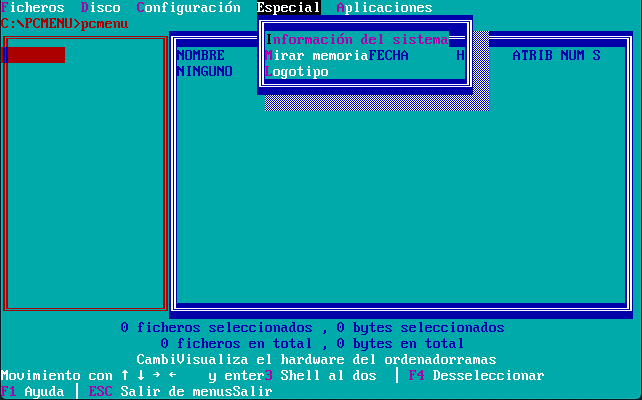 Ficheros Disco Configuración Especial Aplicaciones
C:\PCMENU>pcmenu
Información del sistema
NOMBRE Mirar memoriaFECHA H ATRIB NUM S
NINGUNO Logotipo
0 ficheros seleccionados , 0 bytes seleccionados
0 ficheros en total , 0 bytes en total
CambiVisualiza el hardware del ordenadorramas
Movimiento con ↑ ↓ → ← y enter3 Shell al dos | F4 Desseleccionar
F1 Ayuda | ESC Salir de menusSalir